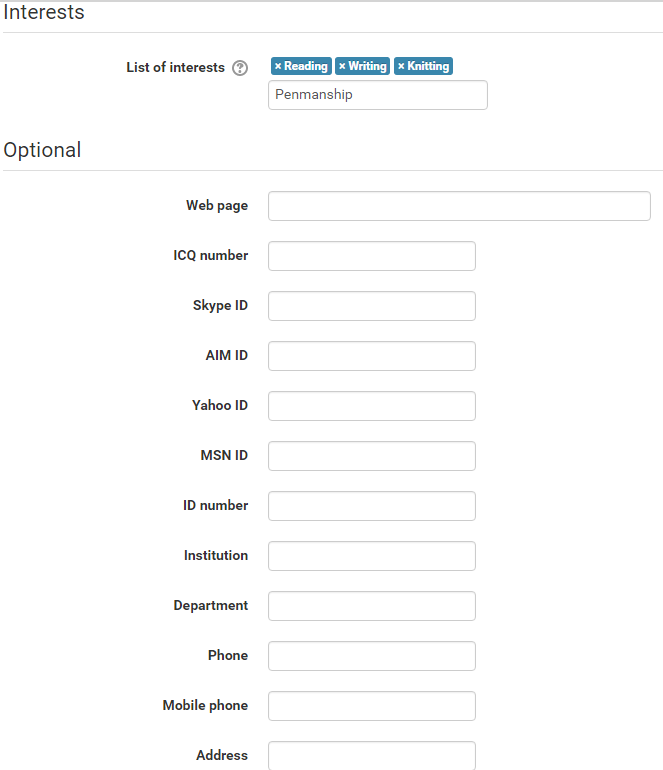 Interests
List of interests ? × Reading × Writing × Knitting
Penmanship
Optional
Web page
ICQ number
Skype ID
AIM ID
Yahoo ID
MSN ID
ID number
Institution
Department
Phone
Mobile phone
Address